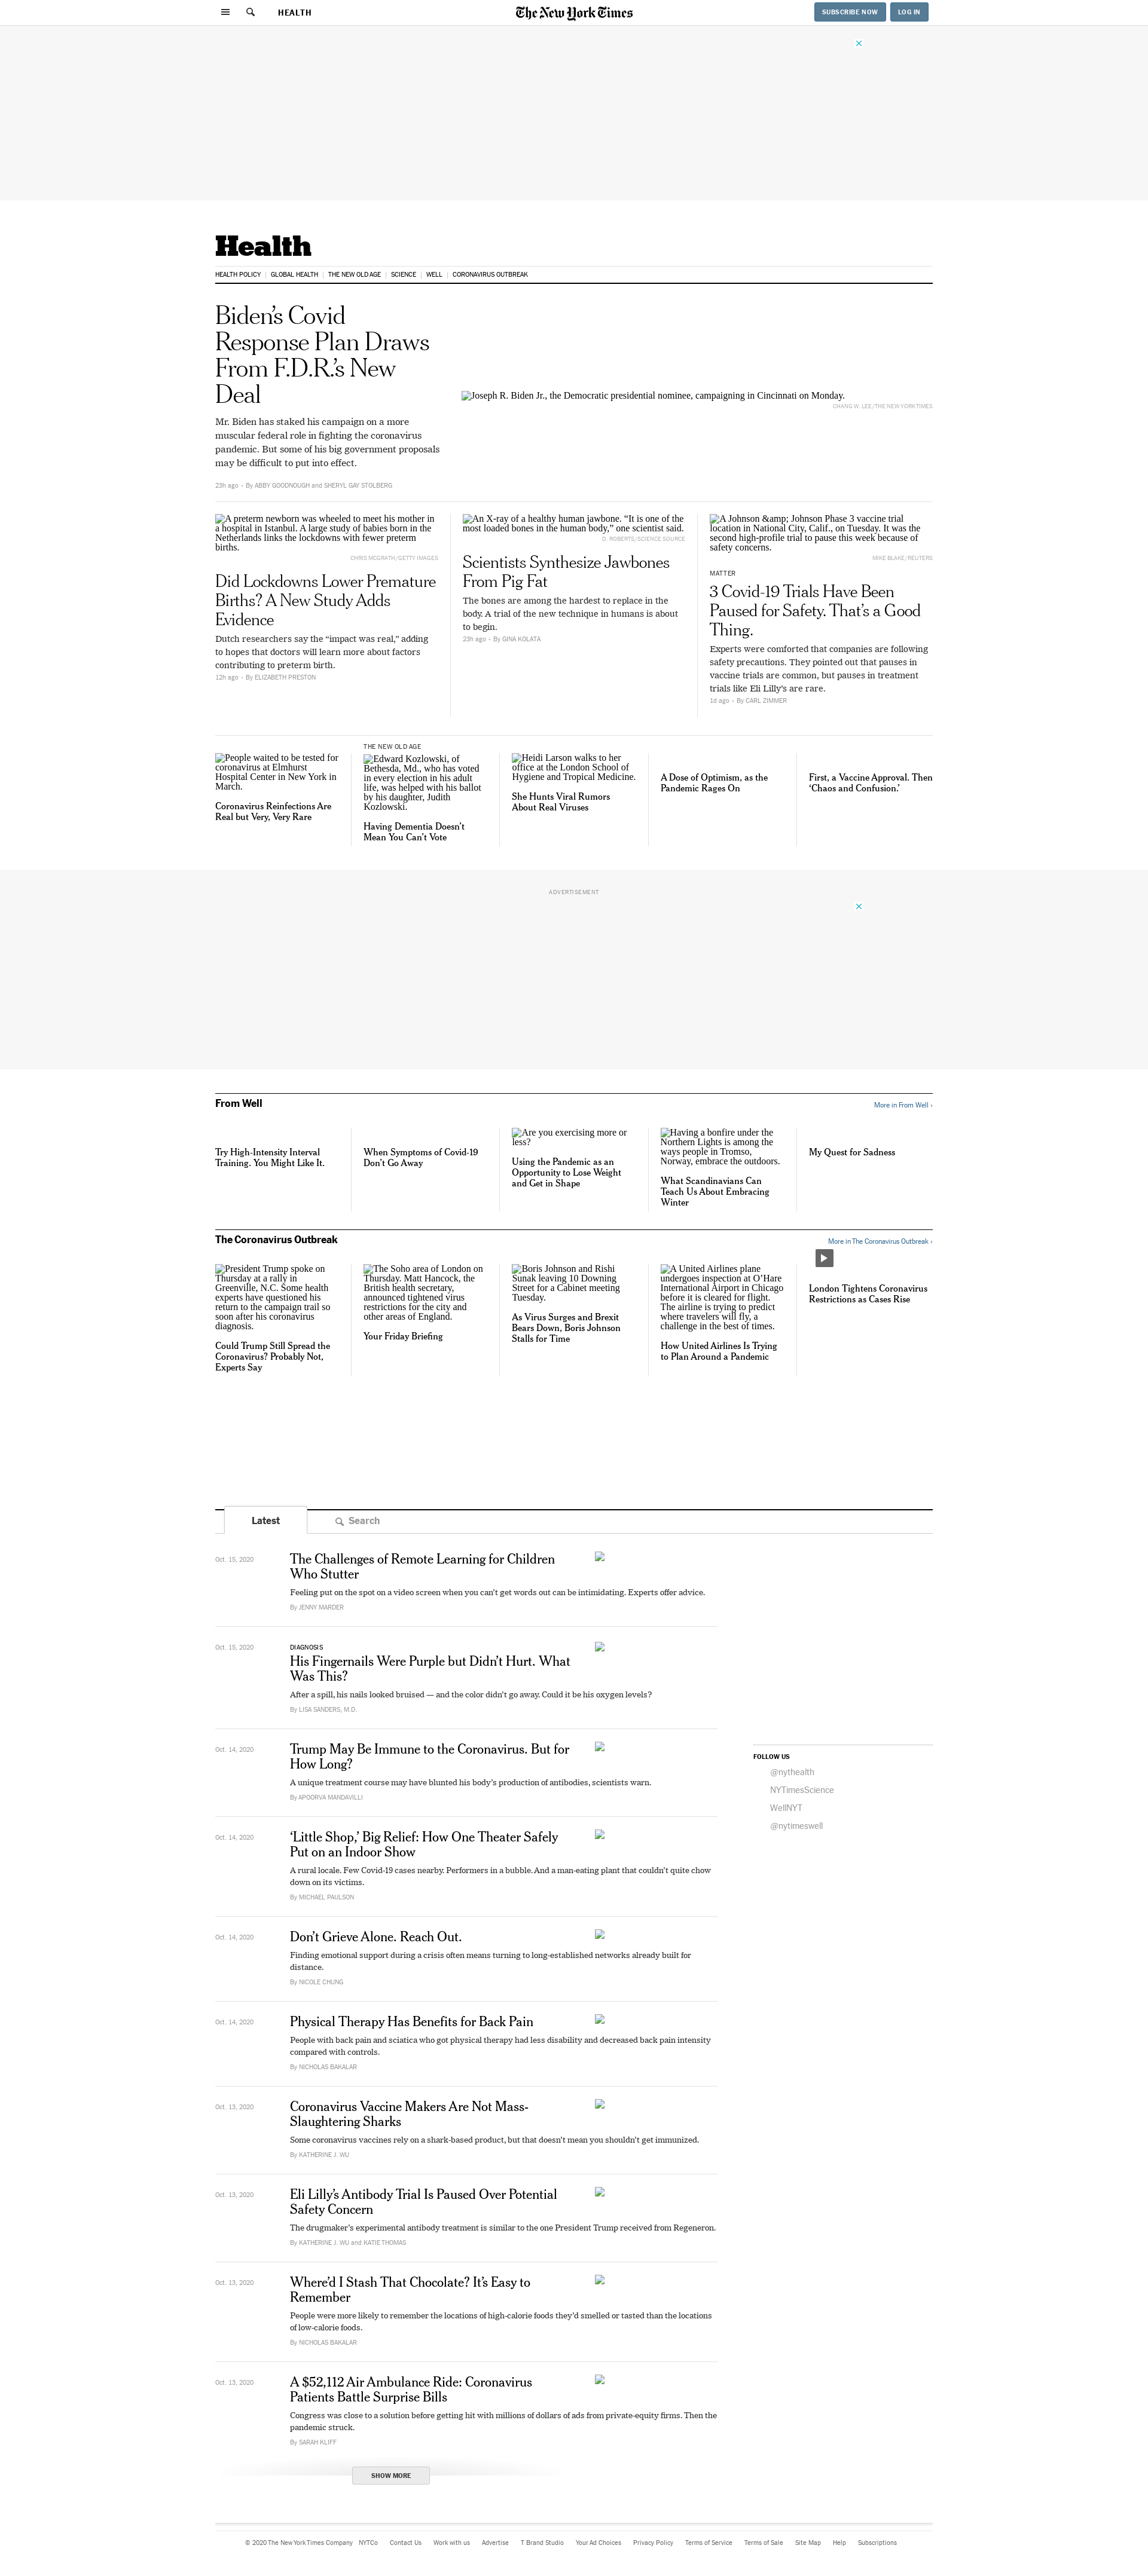 HEALTH
The New York Times
SUBSCRIBE NOW
LOG IN
Health
HEALTH POLICY
GLOBAL HEALTH
THE NEW OLD AGE
SCIENCE
WELL
CORONAVIRUS OUTBREAK
Biden’s Covid
Response Plan Draws
From F.D.R.’s New
Deal
Mr. Biden has staked his campaign on a more
muscular federal role in fighting the coronavirus
pandemic. But some of his big government proposals
may be difficult to put into effect.
23h ago - By ABBY GOODNOUGH and SHERYL GAY STOLBERG
Joseph R. Biden Jr., the Democratic presidential nominee, campaigning in Cincinnati on Monday.
CHANG W. LEE/THE NEW YORK TIMES
A preterm newborn was wheeled to meet his mother in
a hospital in Istanbul. A large study of babies born in the
Netherlands links the lockdowns with fewer preterm
births.
CHRIS MCGRATH/GETTY IMAGES
Did Lockdowns Lower Premature
Births? A New Study Adds
Evidence
Dutch researchers say the “impact was real,” adding
to hopes that doctors will learn more about factors
contributing to preterm birth.
12h ago - By ELIZABETH PRESTON
An X-ray of a healthy human jawbone. “It is one of the
most loaded bones in the human body,” one scientist said.
D. ROBERTS/SCIENCE SOURCE
Scientists Synthesize Jawbones
From Pig Fat
The bones are among the hardest to replace in the
body. A trial of the new technique in humans is about
to begin.
23h ago - By GINA KOLATA
A Johnson &amp; Johnson Phase 3 vaccine trial
location in National City, Calif., on Tuesday. It was the
second high-profile trial to pause this week because of
safety concerns.
MIKE BLAKE/REUTERS
MATTER
3 Covid-19 Trials Have Been
Paused for Safety. That’s a Good
Thing.
Experts were comforted that companies are following
safety precautions. They pointed out that pauses in
vaccine trials are common, but pauses in treatment
trials like Eli Lilly’s are rare.
1d ago - By CARL ZIMMER
People waited to be tested for
coronavirus at Elmhurst
Hospital Center in New York in
March.
Coronavirus Reinfections Are
Real but Very, Very Rare
THE NEW OLD AGE
Edward Kozlowski, of
Bethesda, Md., who has voted
in every election in his adult
life, was helped with his ballot
by his daughter, Judith
Kozlowski.
Having Dementia Doesn’t
Mean You Can’t Vote
Heidi Larson walks to her
office at the London School of
Hygiene and Tropical Medicine.
She Hunts Viral Rumors
About Real Viruses
A Dose of Optimism, as the
Pandemic Rages On
First, a Vaccine Approval. Then
‘Chaos and Confusion.’
ADVERTISEMENT
From Well
More in From Well ›
Try High-Intensity Interval
Training. You Might Like It.
When Symptoms of Covid-19
Don’t Go Away
Are you exercising more or
less?
Using the Pandemic as an
Opportunity to Lose Weight
and Get in Shape
Having a bonfire under the
Northern Lights is among the
ways people in Tromso,
Norway, embrace the outdoors.
What Scandinavians Can
Teach Us About Embracing
Winter
My Quest for Sadness
The Coronavirus Outbreak
More in The Coronavirus Outbreak ›
President Trump spoke on
Thursday at a rally in
Greenville, N.C. Some health
experts have questioned his
return to the campaign trail so
soon after his coronavirus
diagnosis.
Could Trump Still Spread the
Coronavirus? Probably Not,
Experts Say
The Soho area of London on
Thursday. Matt Hancock, the
British health secretary,
announced tightened virus
restrictions for the city and
other areas of England.
Your Friday Briefing
Boris Johnson and Rishi
Sunak leaving 10 Downing
Street for a Cabinet meeting
Tuesday.
As Virus Surges and Brexit
Bears Down, Boris Johnson
Stalls for Time
A United Airlines plane
undergoes inspection at O’Hare
International Airport in Chicago
before it is cleared for flight.
The airline is trying to predict
where travelers will fly, a
challenge in the best of times.
How United Airlines Is Trying
to Plan Around a Pandemic
London Tightens Coronavirus
Restrictions as Cases Rise
Latest
Search
Oct. 15, 2020
The Challenges of Remote Learning for Children
Who Stutter
Feeling put on the spot on a video screen when you can’t get words out can be intimidating. Experts offer advice.
By JENNY MARDER
Oct. 15, 2020
DIAGNOSIS
His Fingernails Were Purple but Didn’t Hurt. What
Was This?
After a spill, his nails looked bruised — and the color didn’t go away. Could it be his oxygen levels?
By LISA SANDERS, M.D.
Oct. 14, 2020
Trump May Be Immune to the Coronavirus. But for
How Long?
A unique treatment course may have blunted his body’s production of antibodies, scientists warn.
By APOORVA MANDAVILLI
Oct. 14, 2020
‘Little Shop,’ Big Relief: How One Theater Safely
Put on an Indoor Show
A rural locale. Few Covid-19 cases nearby. Performers in a bubble. And a man-eating plant that couldn’t quite chow
down on its victims.
By MICHAEL PAULSON
Oct. 14, 2020
Don’t Grieve Alone. Reach Out.
Finding emotional support during a crisis often means turning to long-established networks already built for
distance.
By NICOLE CHUNG
Oct. 14, 2020
Physical Therapy Has Benefits for Back Pain
People with back pain and sciatica who got physical therapy had less disability and decreased back pain intensity
compared with controls.
By NICHOLAS BAKALAR
Oct. 13, 2020
Coronavirus Vaccine Makers Are Not Mass-
Slaughtering Sharks
Some coronavirus vaccines rely on a shark-based product, but that doesn’t mean you shouldn’t get immunized.
By KATHERINE J. WU
Oct. 13, 2020
Eli Lilly’s Antibody Trial Is Paused Over Potential
Safety Concern
The drugmaker’s experimental antibody treatment is similar to the one President Trump received from Regeneron.
By KATHERINE J. WU and KATIE THOMAS
Oct. 13, 2020
Where’d I Stash That Chocolate? It’s Easy to
Remember
People were more likely to remember the locations of high-calorie foods they’d smelled or tasted than the locations
of low-calorie foods.
By NICHOLAS BAKALAR
Oct. 13, 2020
A $52,112 Air Ambulance Ride: Coronavirus
Patients Battle Surprise Bills
Congress was close to a solution before getting hit with millions of dollars of ads from private-equity firms. Then the
pandemic struck.
By SARAH KLIFF
SHOW MORE
FOLLOW US
@nythealth
NYTimesScience
WellNYT
@nytimeswell
© 2020 The New York Times Company NYTCo Contact Us Work with us Advertise T Brand Studio Your Ad Choices Privacy Policy Terms of Service Terms of Sale Site Map Help Subscriptions